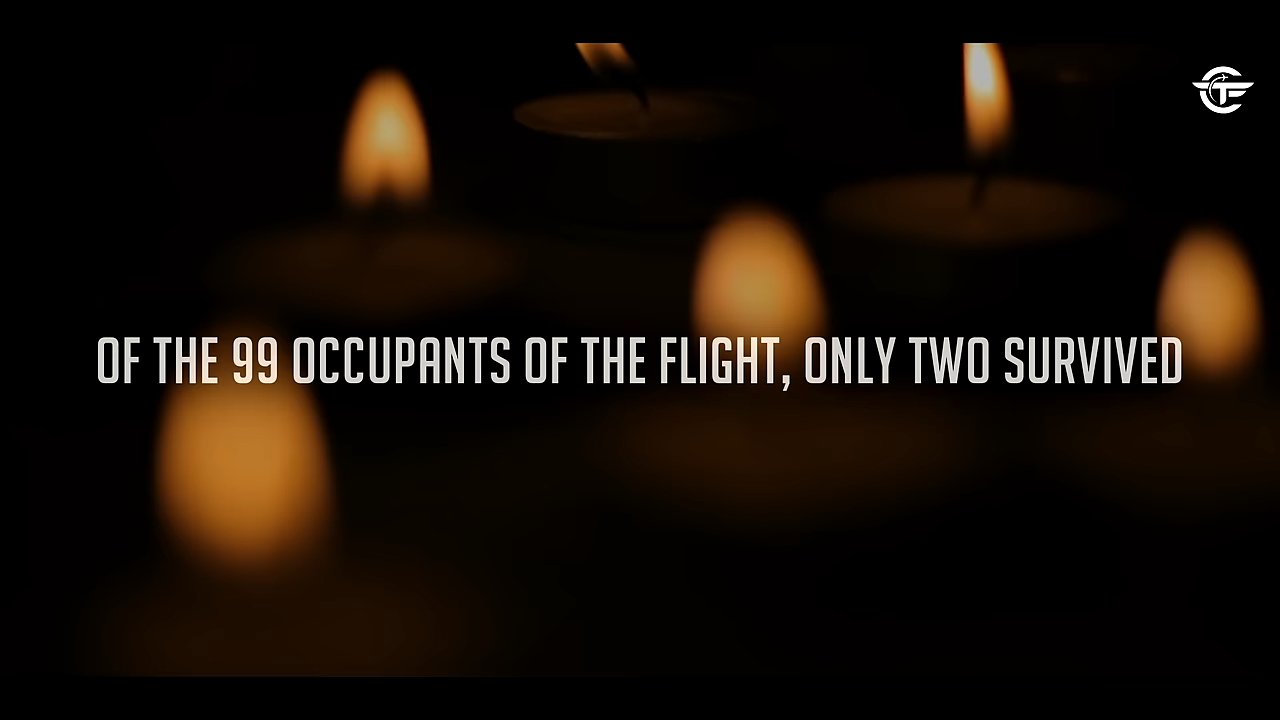 OF THE 99 OCCUPANTS OF THE FLIGHT, ONLY TWO SURVIVED